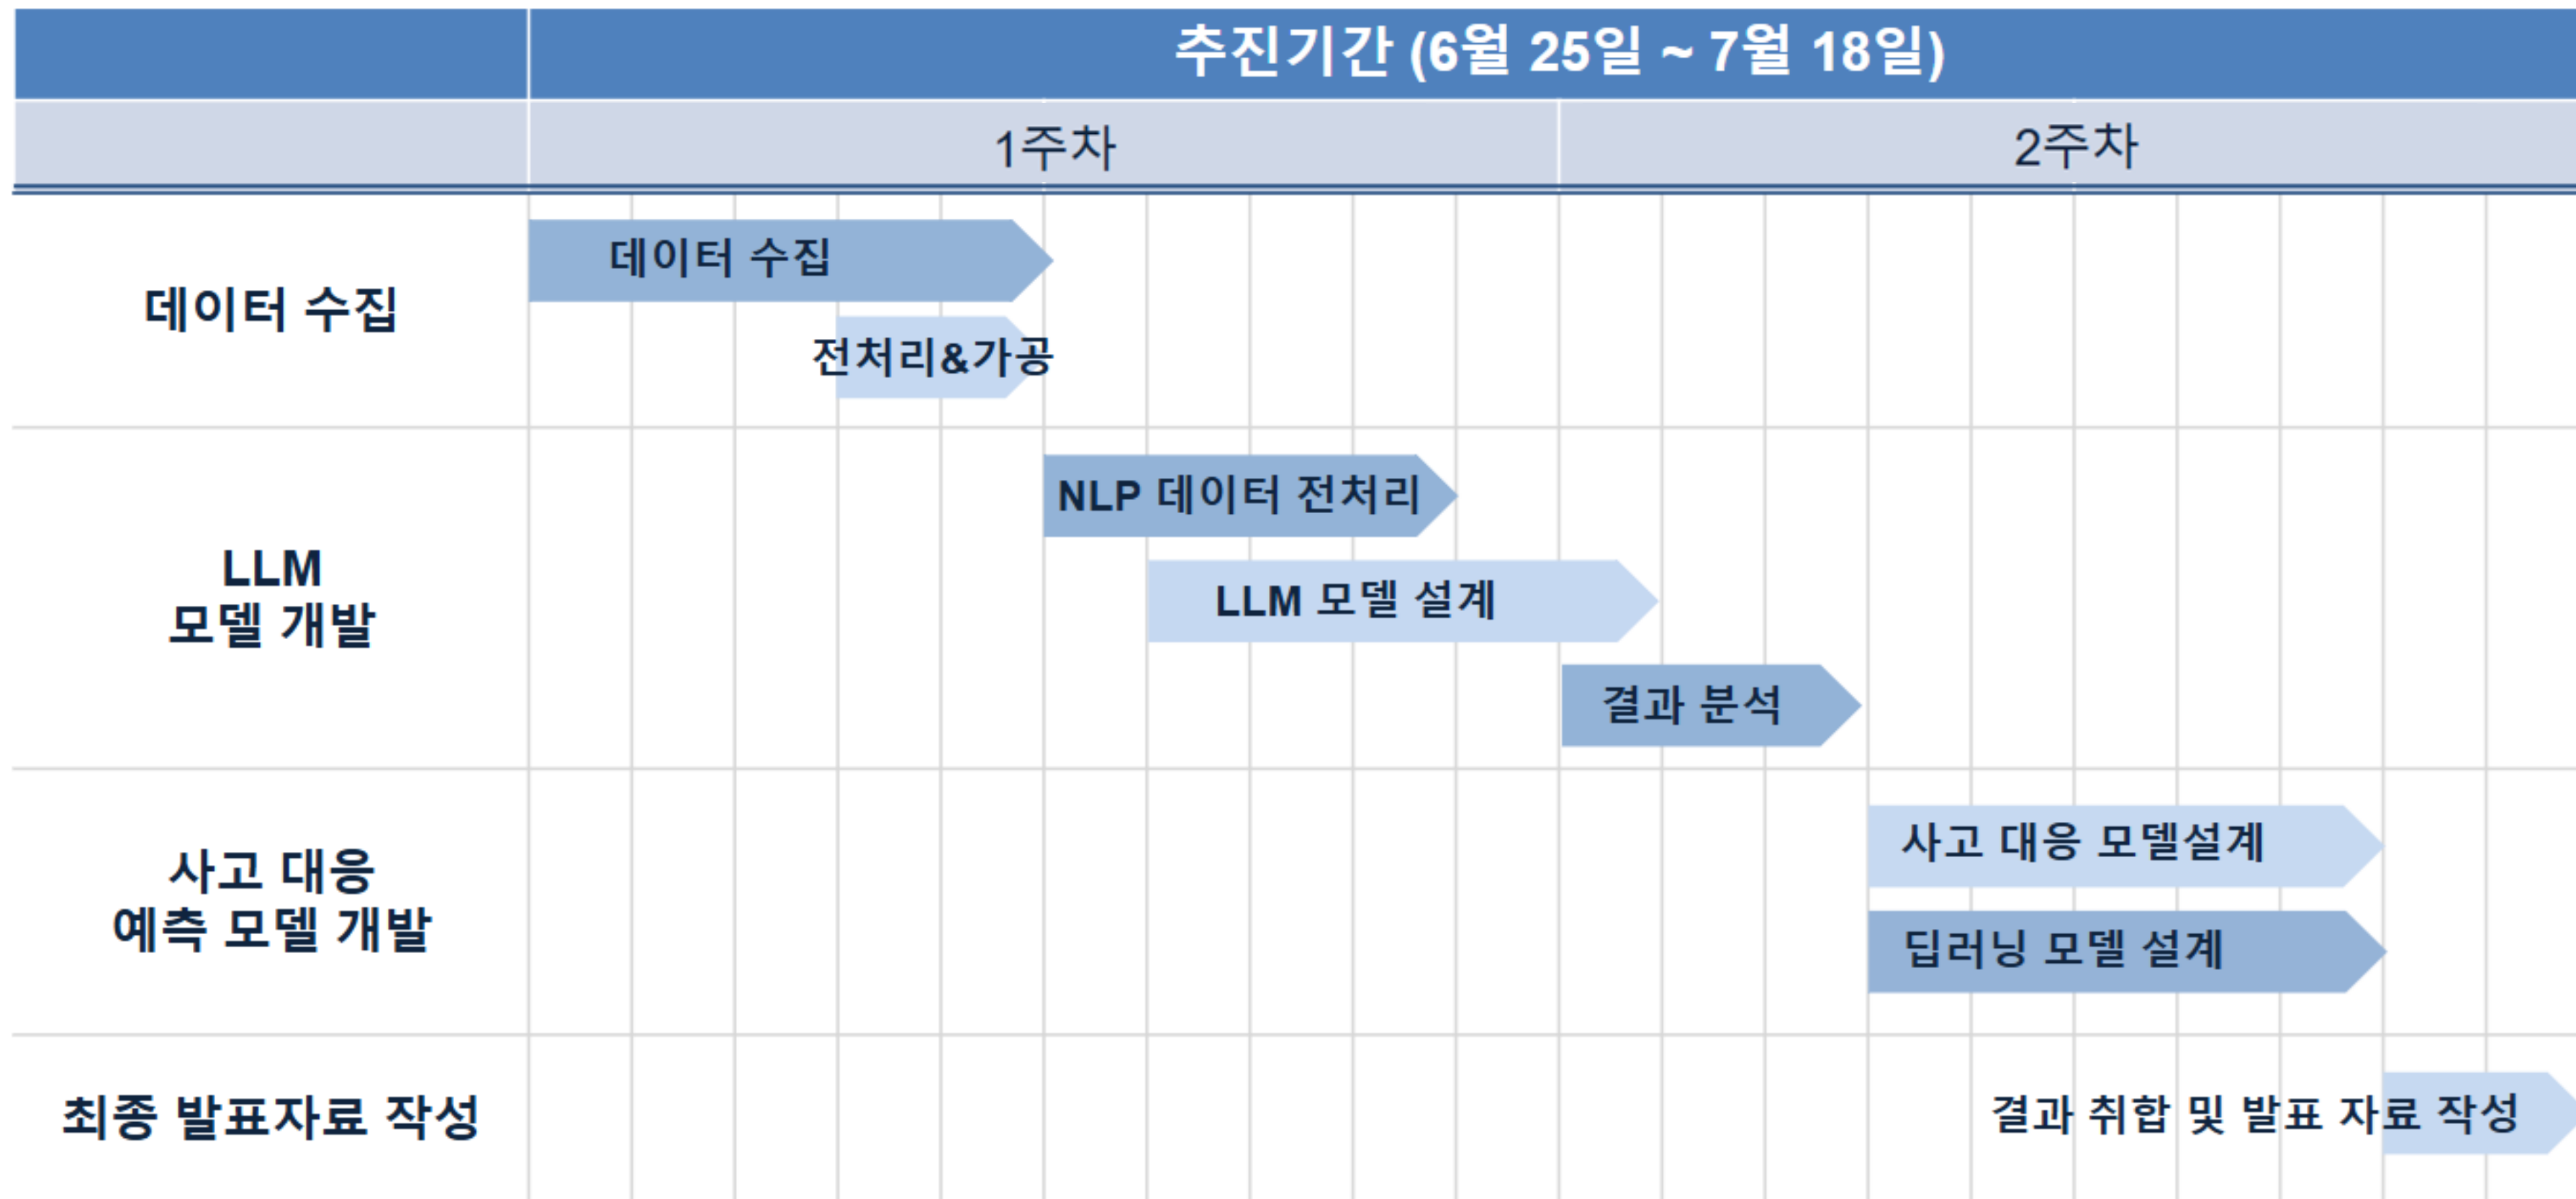 추진기간 (6월 25일 ~ 7월 18일)
1주차
2주차
데이터 수집
데이터 수집
전처리&가공
LLM
모델 개발
NLP 데이터 전처리
LLM 모델 설계
결과 분석
사고 대응
예측 모델 개발
사고 대응 모델설계
딥러닝 모델 설계
최종 발표자료 작성
결과 취합 및 발표 자료 작성